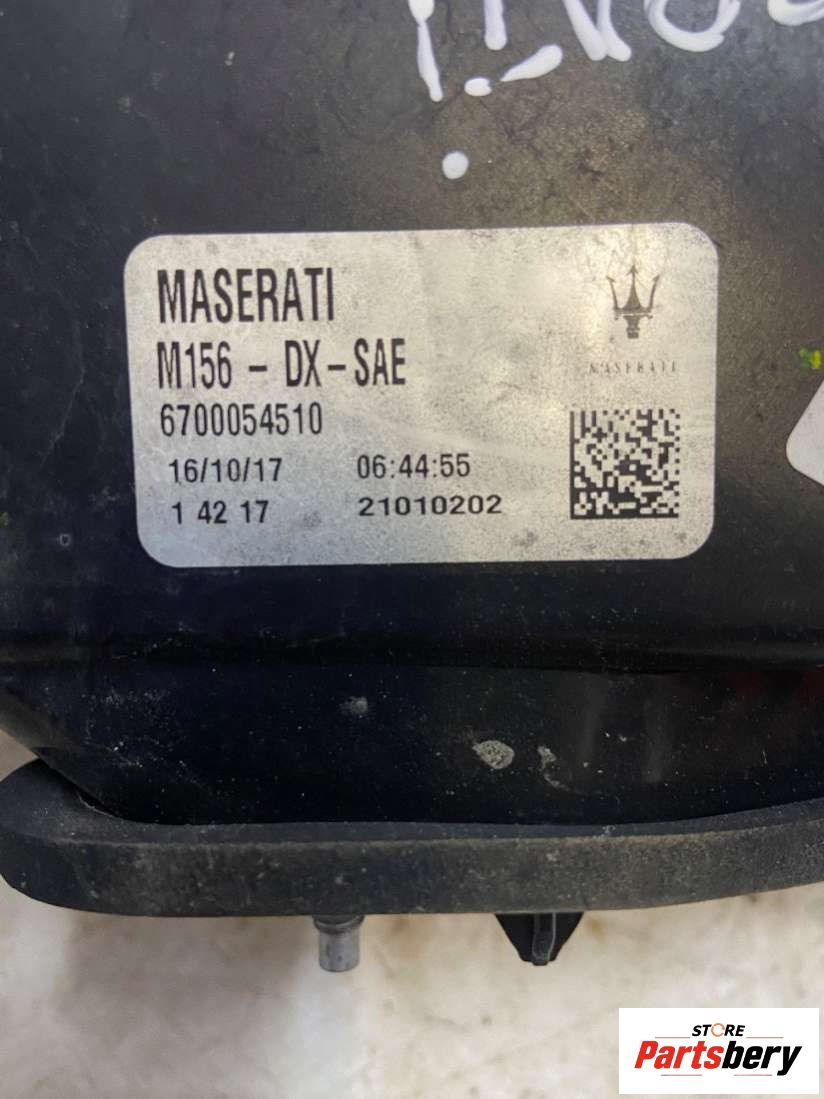 MASERATI
M156 - DX - SAE
6700054510
MASERATI
16/10/17 06:44:55
1 42 17 21010202
STORE
Partsbery